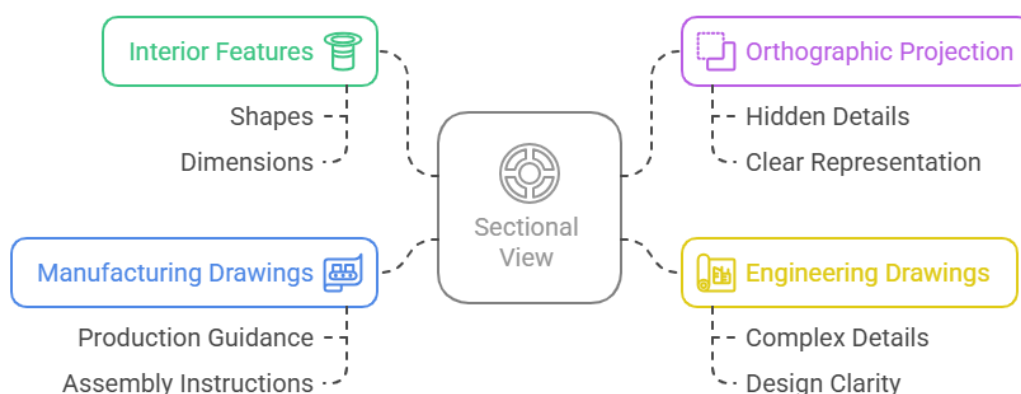 Interior Features
Shapes
Dimensions
Orthographic Projection
Hidden Details
Clear Representation
Sectional
View
Manufacturing Drawings
Production Guidance
Assembly Instructions
Engineering Drawings
Complex Details
Design Clarity